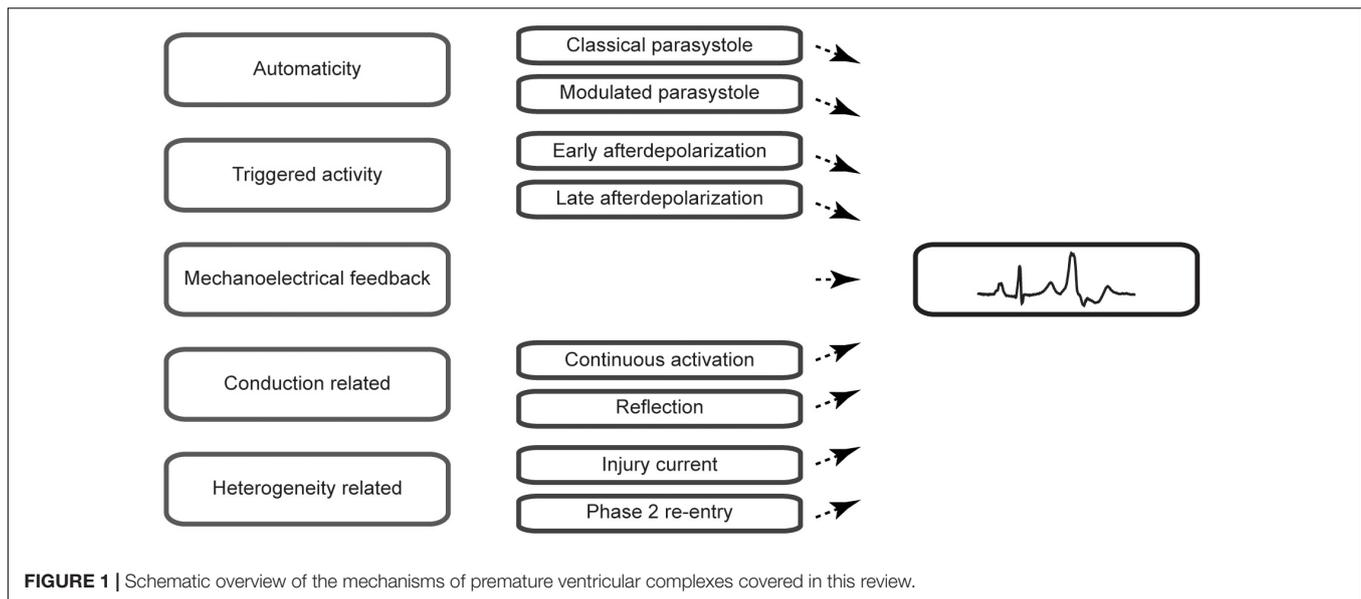 Automaticity
Classical parasystole
Modulated parasystole
Triggered activity
Early afterdepolarization
Late afterdepolarization
Mechanoelectrical feedback
Conduction related
Continuous activation
Reflection
Heterogeneity related
Injury current
Phase 2 re-entry
FIGURE 1 | Schematic overview of the mechanisms of premature ventricular complexes covered in this review.